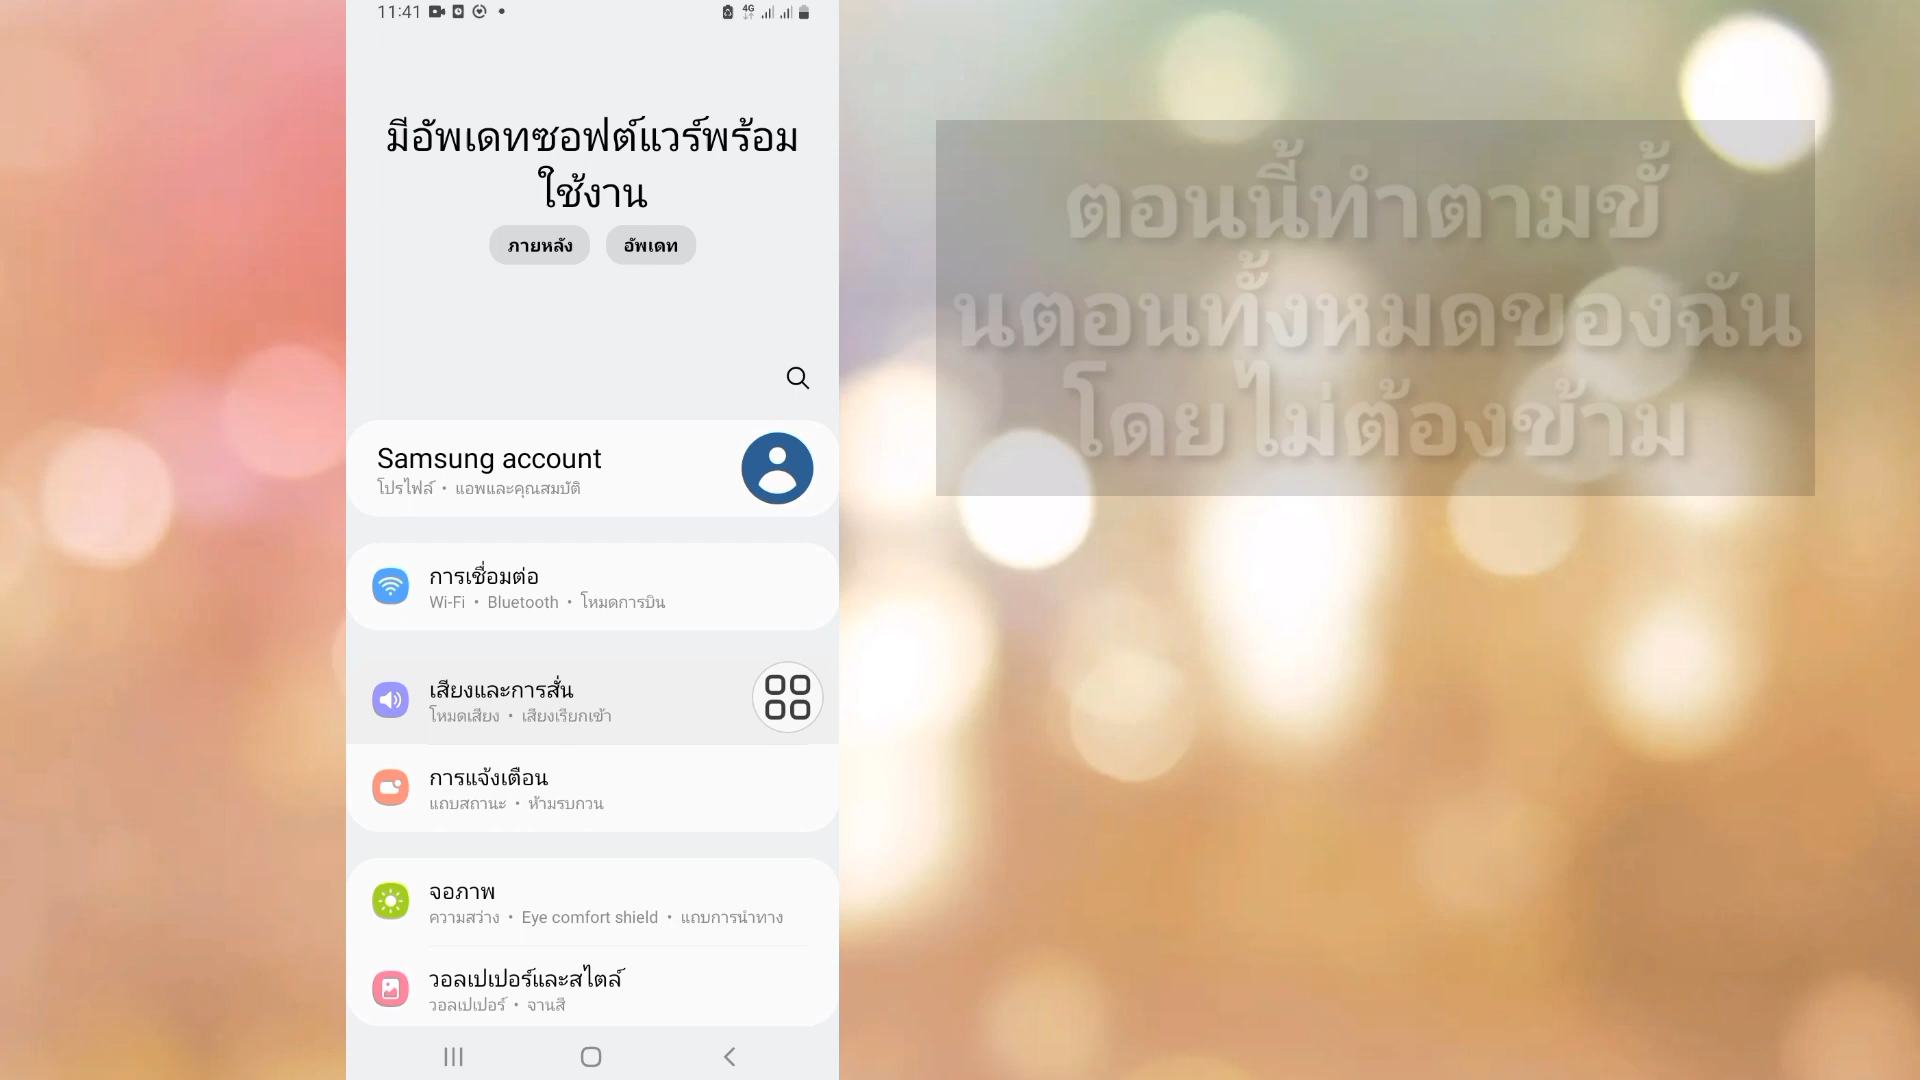 11:41
4G
มีอัพเดทซอฟต์แวร์พร้อม
ใช้งาน
ภายหลัง อัพเดท
Samsung account
โปรไฟล์ • แอพและคุณสมบัติ
การเชื่อมต่อ
Wi-Fi • Bluetooth • โหมดการบิน
เสียงและการสั่น
โหมดเสียง • เสียงเรียกเข้า
การแจ้งเตือน
แถบสถานะ • ห้ามรบกวน
จอภาพ
ความสว่าง • Eye comfort shield • แถบการนำทาง
วอลเปเปอร์และสไตล์
วอลเปเปอร์ • จานสี
ตอนนี้ทำตามขั้
นตอนทั้งหมดของฉัน
โดยไม่ต้องข้าม